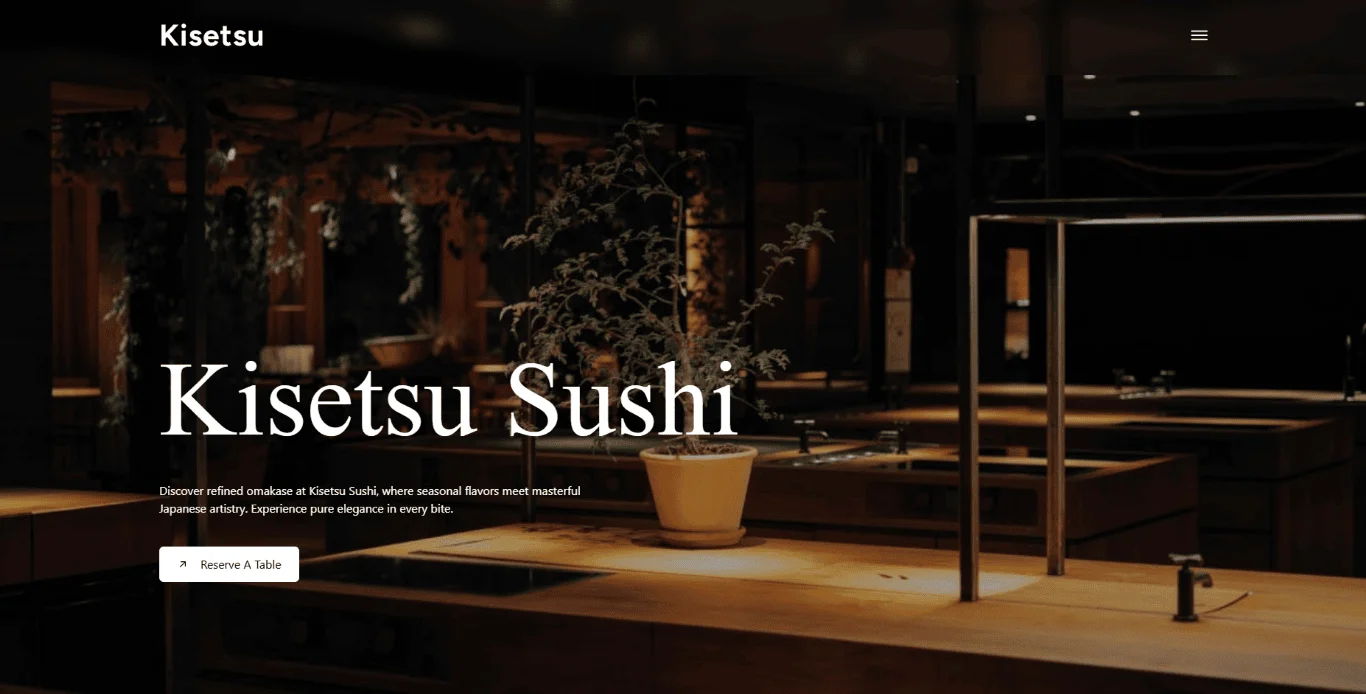 Kisetsu
Kisetsu Sushi
Discover refined omakase at Kisetsu Sushi, where seasonal flavors meet masterful
Japanese artistry. Experience pure elegance in every bite.
Reserve A Table